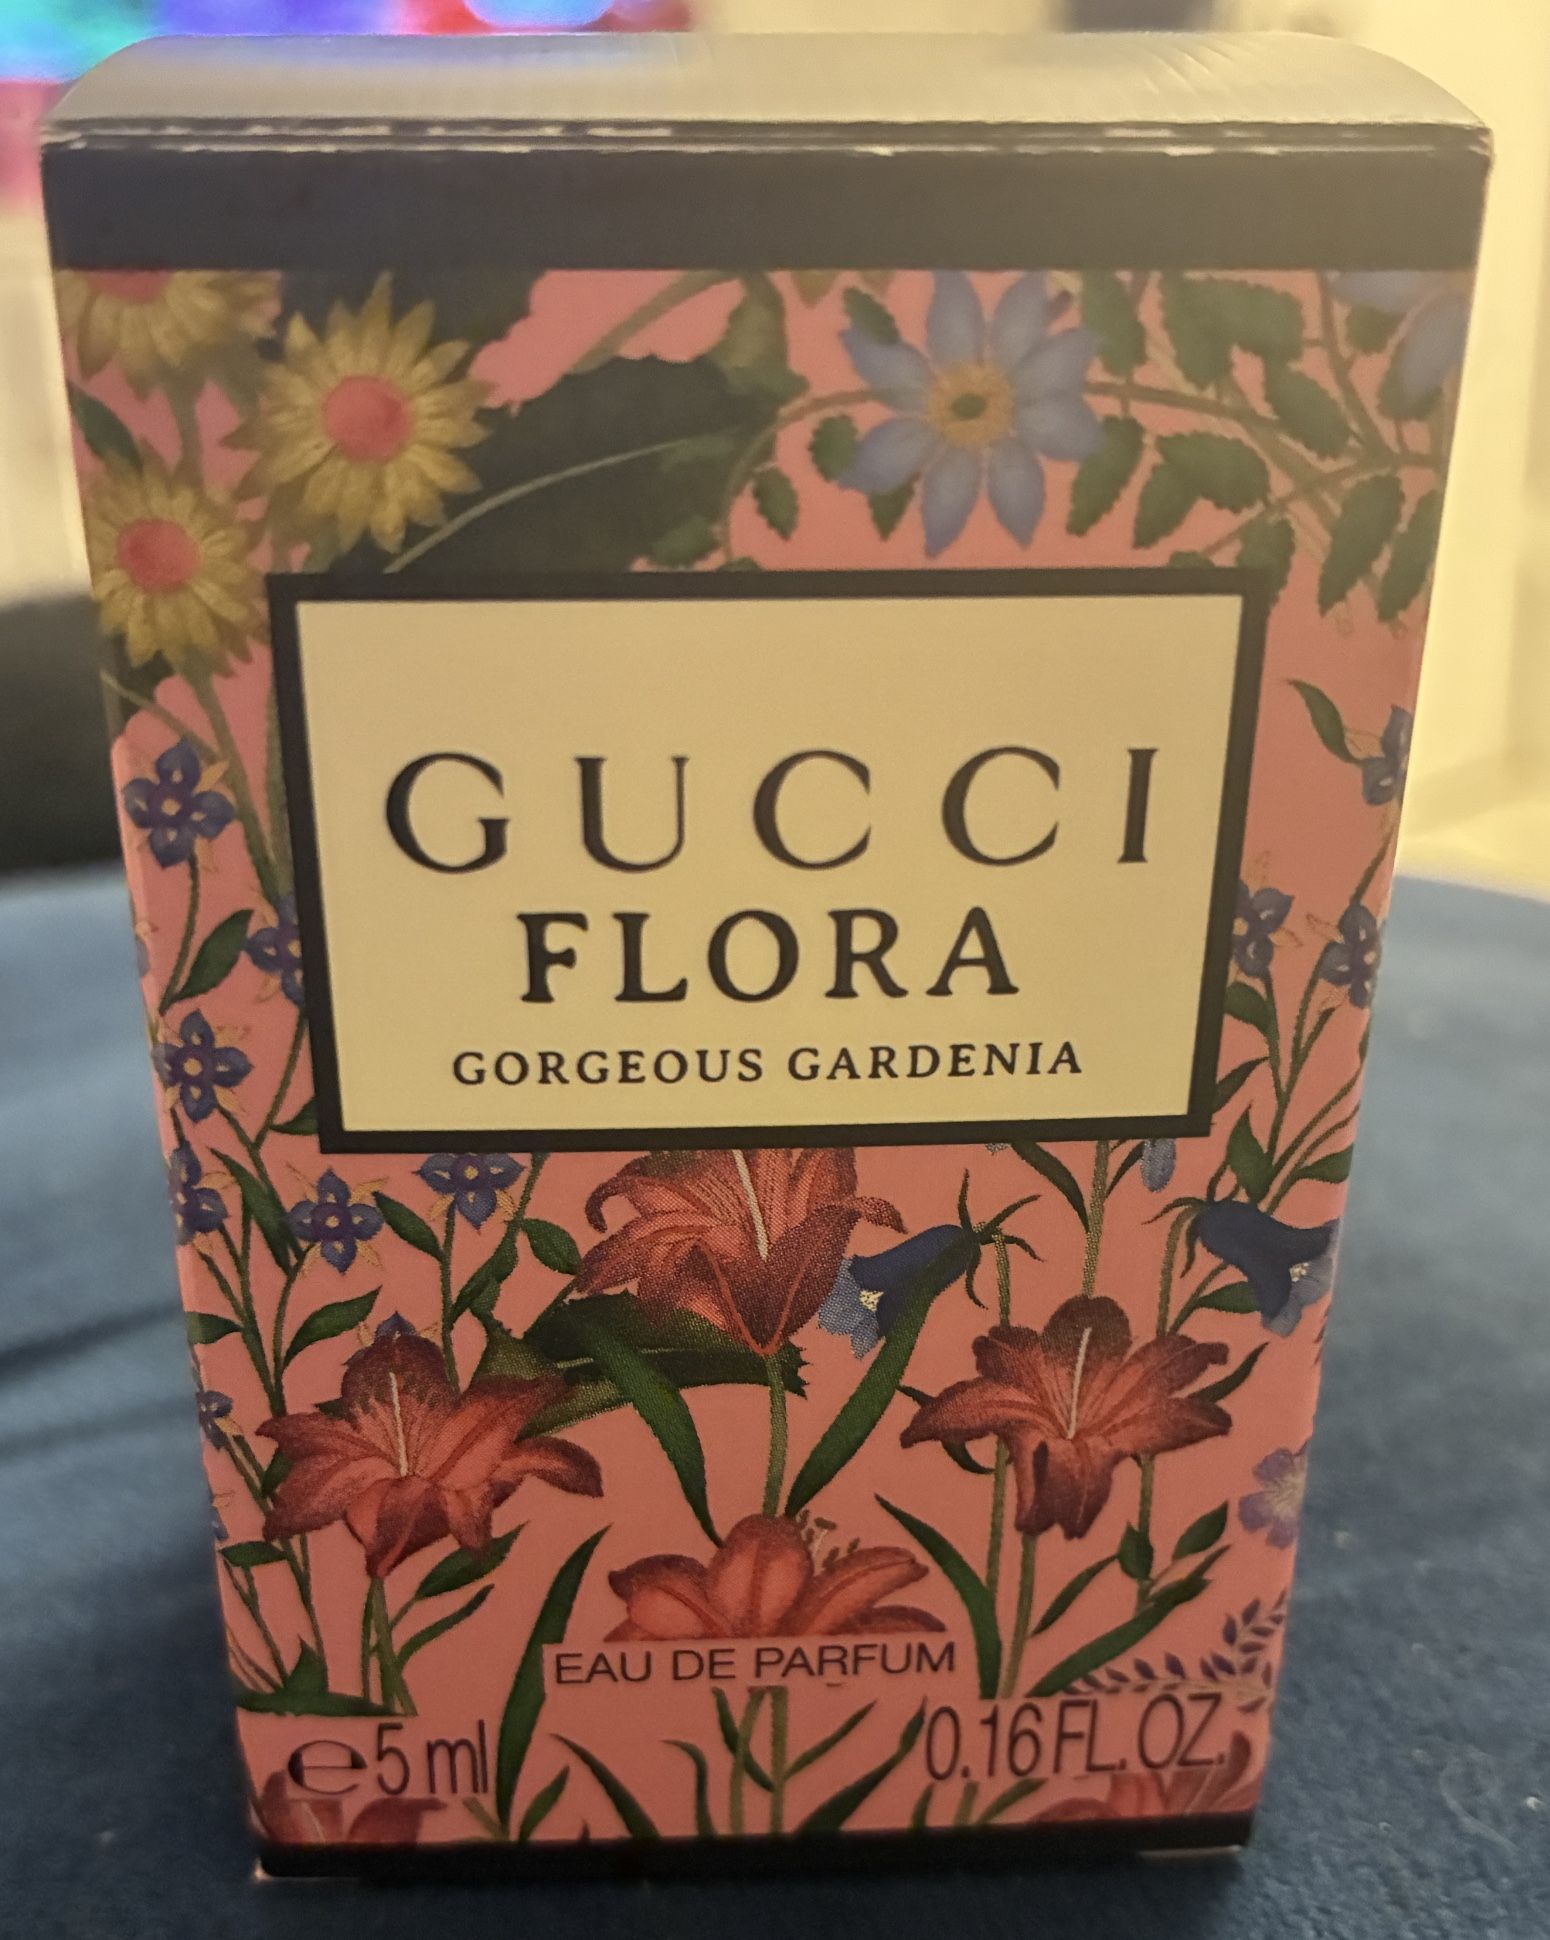 GUCCI
FLORA
GORGEOUS GARDENIA
EAU DE PARFUM
℮5 ml 0.16 FL. OZ.